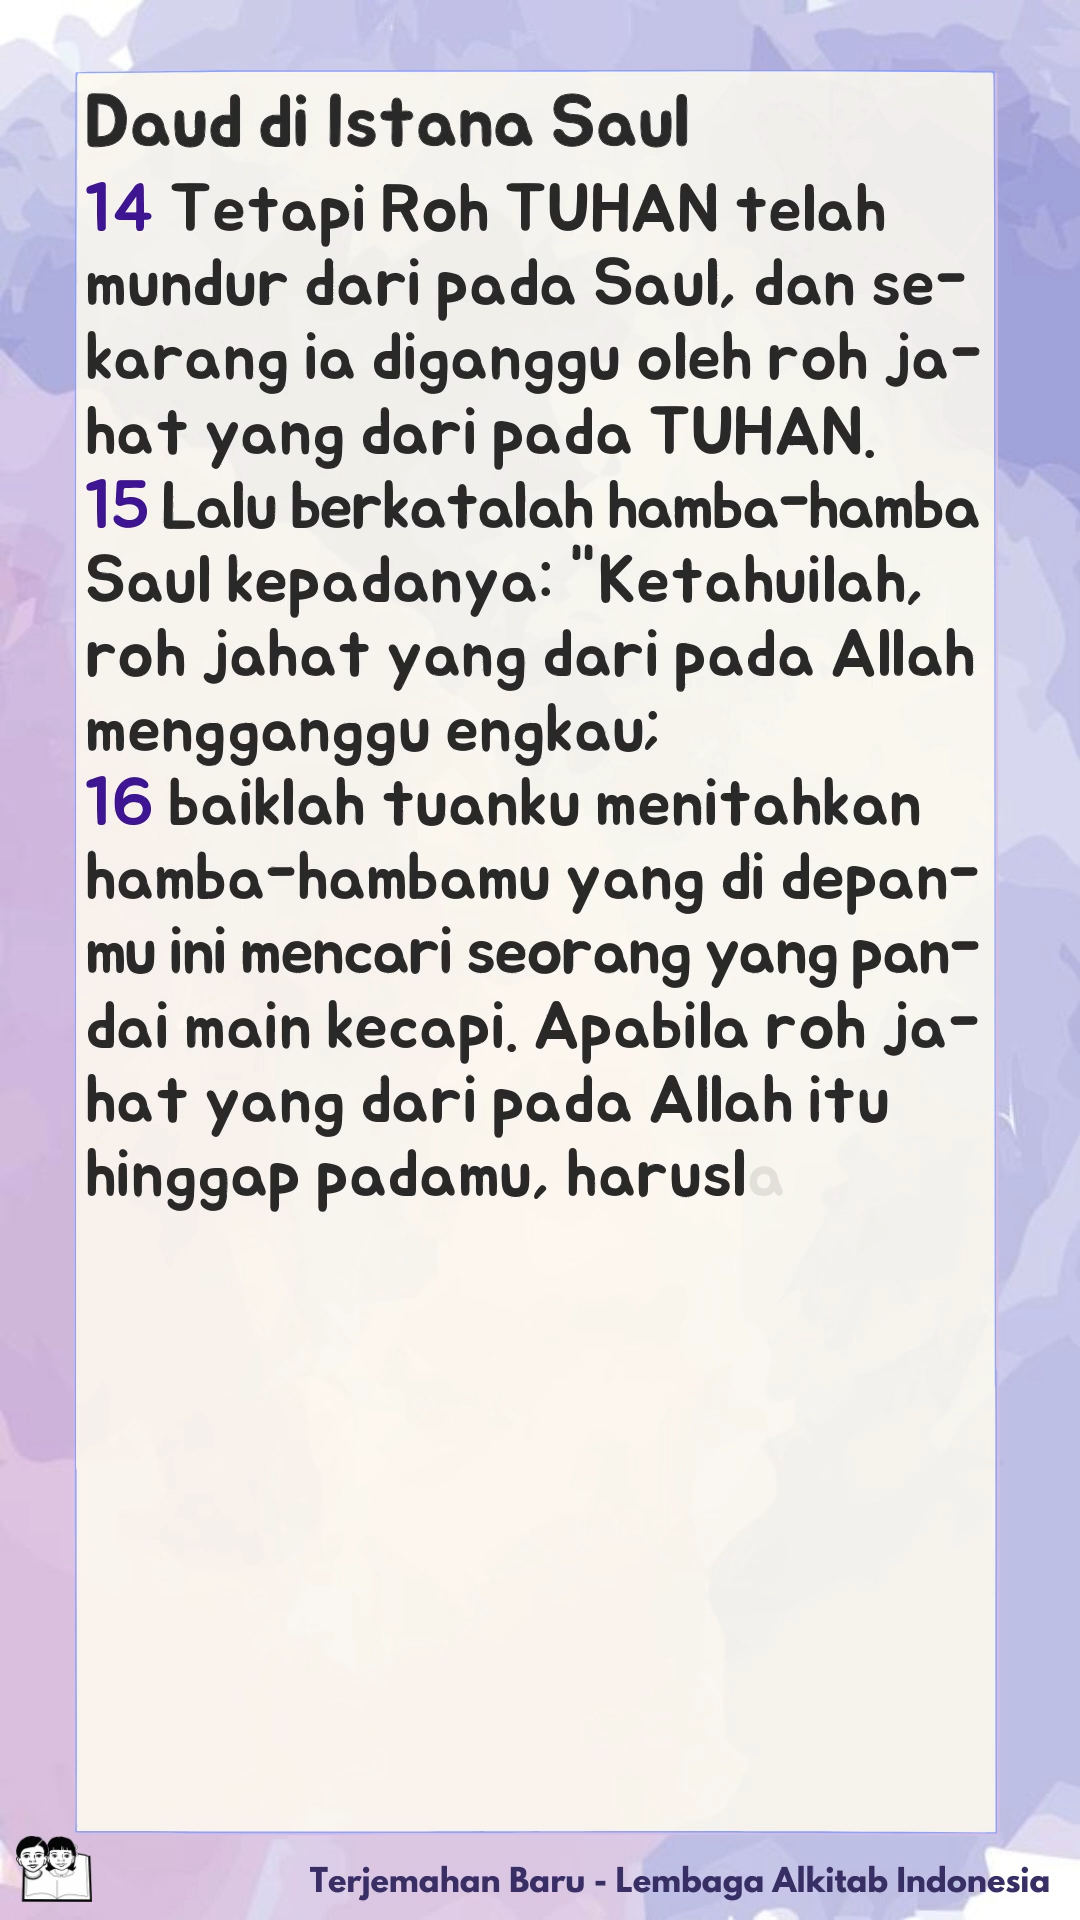 Daud di Istana Saul
14 Tetapi Roh TUHAN telah
mundur dari pada Saul, dan se-
karang ia diganggu oleh roh ja-
hat yang dari pada TUHAN.
15 Lalu berkatalah hamba-hamba
Saul kepadanya: "Ketahuilah,
roh jahat yang dari pada Allah
mengganggu engkau;
16 baiklah tuanku menitahkan
hamba-hambamu yang di depan-
mu ini mencari seorang yang pan-
dai main kecapi. Apabila roh ja-
hat yang dari pada Allah itu
hinggap padamu, harusla
Terjemahan Baru - Lembaga Alkitab Indonesia